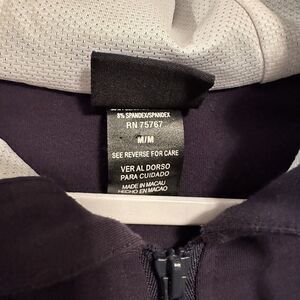 8% SPANDEX/SPANDEX
RN 75767
M/M
SEE REVERSE FOR CARE
VER AL DORSO
PARA CUIDADO
MADE IN MACAU
HECHO EN MACAO